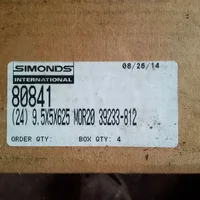 SIMONDS
INTERNATIONAL
08/26/14
80841
(24) 9.5X5X625 MOR20 39233-812
ORDER QTY:
BOX QTY: 4